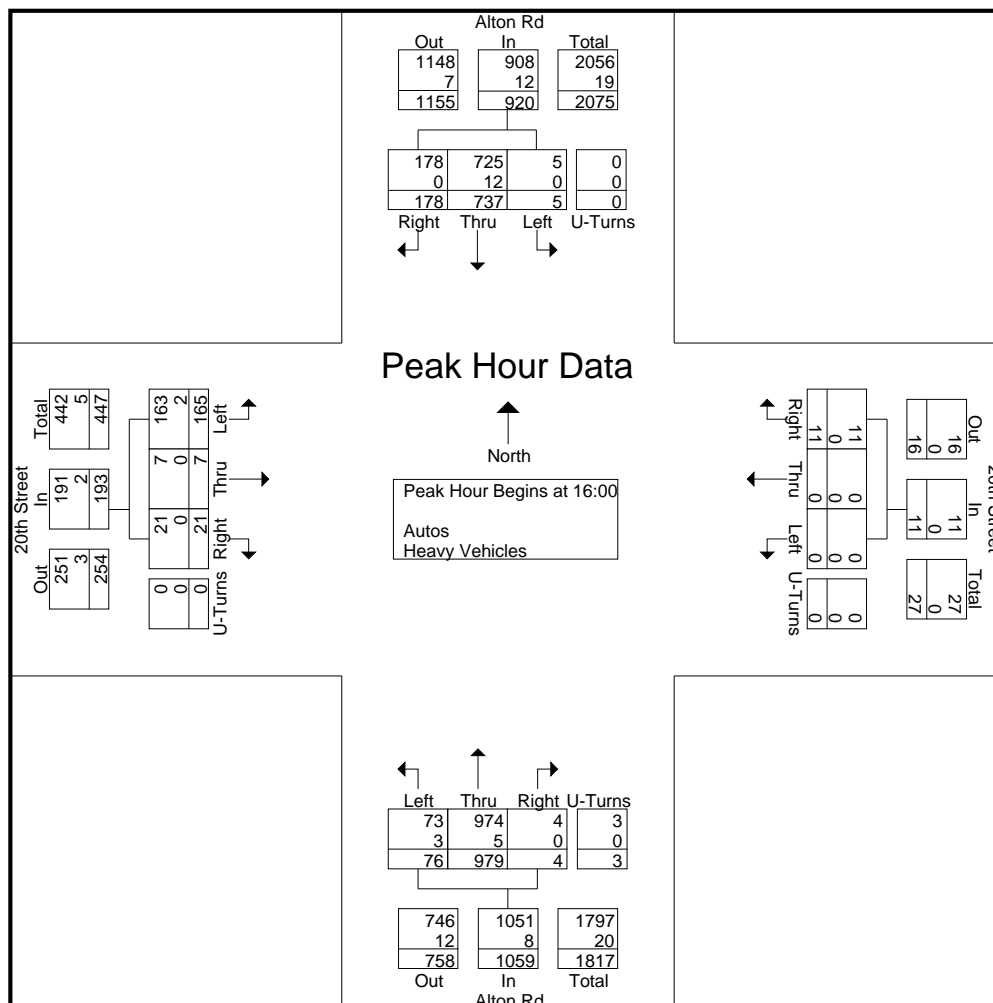 Alton Rd
Out In Total
1148 908 2056
7 12 19
1155 920 2075
178 725 5 0
0 12 0 0
178 737 5 0
Right Thru Left U-Turns
Peak Hour Data
North
Peak Hour Begins at 16:00
Autos
Heavy Vehicles
20th Street
Total In Out
442 191 251
5 2 3
447 193 254
163 7 21 0
2 0 0 0
165 7 21 0
Left Thru Right U-Turns
Out In Total
16 11 27
0 0 0
16 11 27
11 0 0 0
0 0 0 0
11 0 0 0
Right Thru Left U-Turns
Left Thru Right U-Turns
73 974 4 3
3 5 0 0
76 979 4 3
746 1051 1797
12 8 20
758 1059 1817
Out In Total
Alton Rd